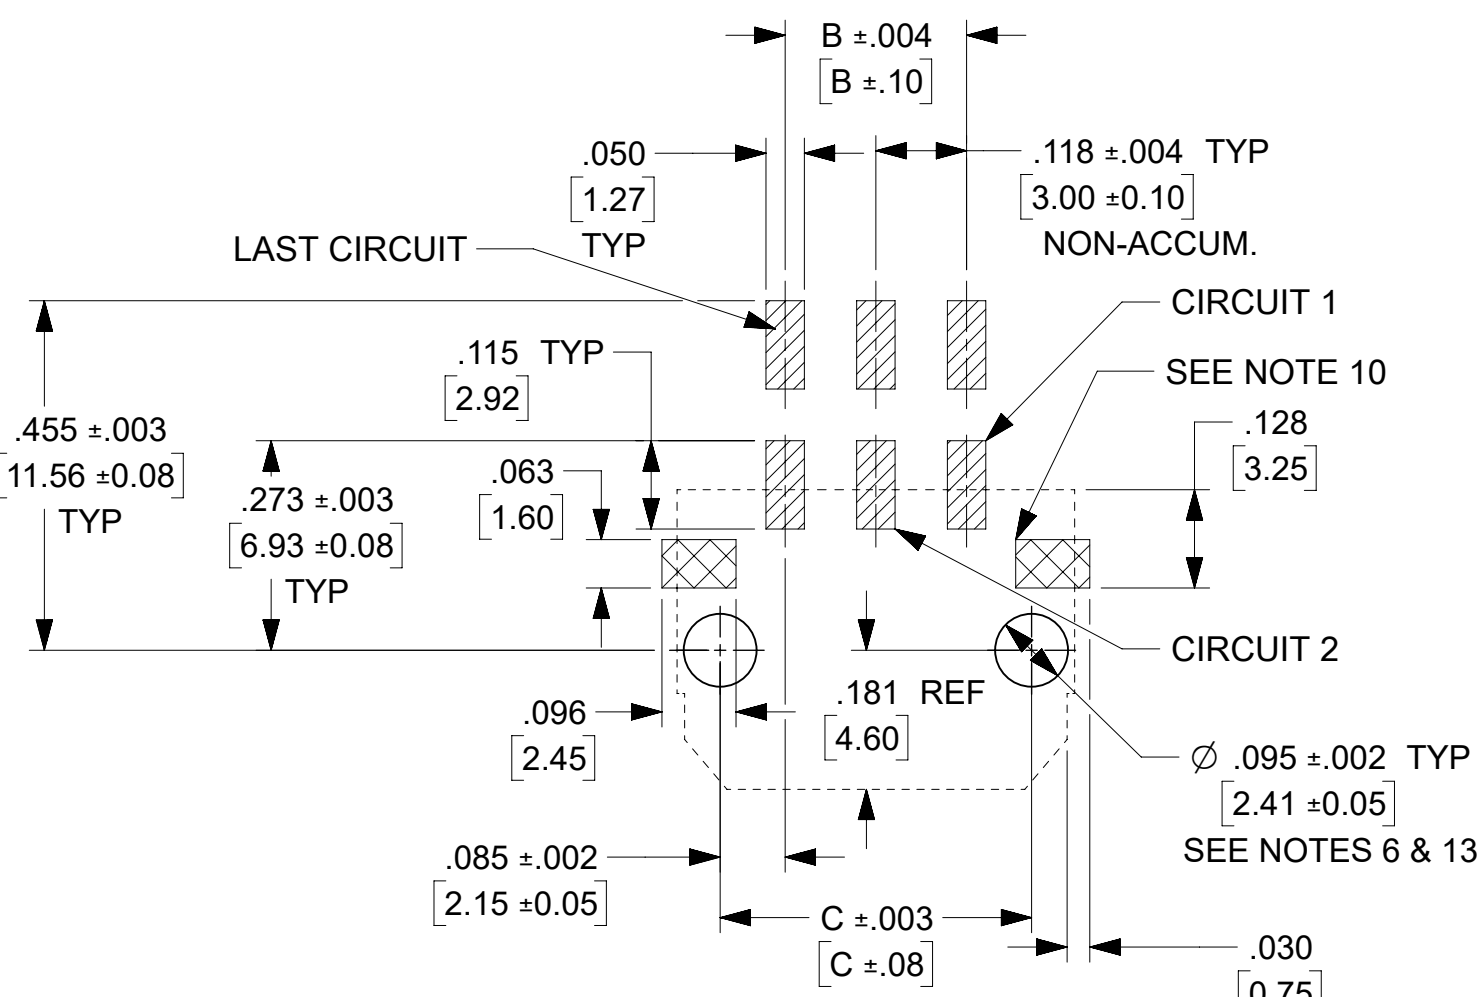 B ±.004
[B ±.10]
.050
[1.27]
TYP
.118 ±.004 TYP
[3.00 ±0.10]
NON-ACCUM.
LAST CIRCUIT
CIRCUIT 1
.115 TYP
[2.92]
SEE NOTE 10
.455 ±.003
[11.56 ±0.08]
TYP
.128
[3.25]
.063
[1.60]
.273 ±.003
[6.93 ±0.08]
TYP
CIRCUIT 2
.181 REF
[4.60]
.096
[2.45]
Ø .095 ±.002 TYP
[2.41 ±0.05]
SEE NOTES 6 & 13
.085 ±.002
[2.15 ±0.05]
C ±.003
[C ±.08]
.030
[0.75]